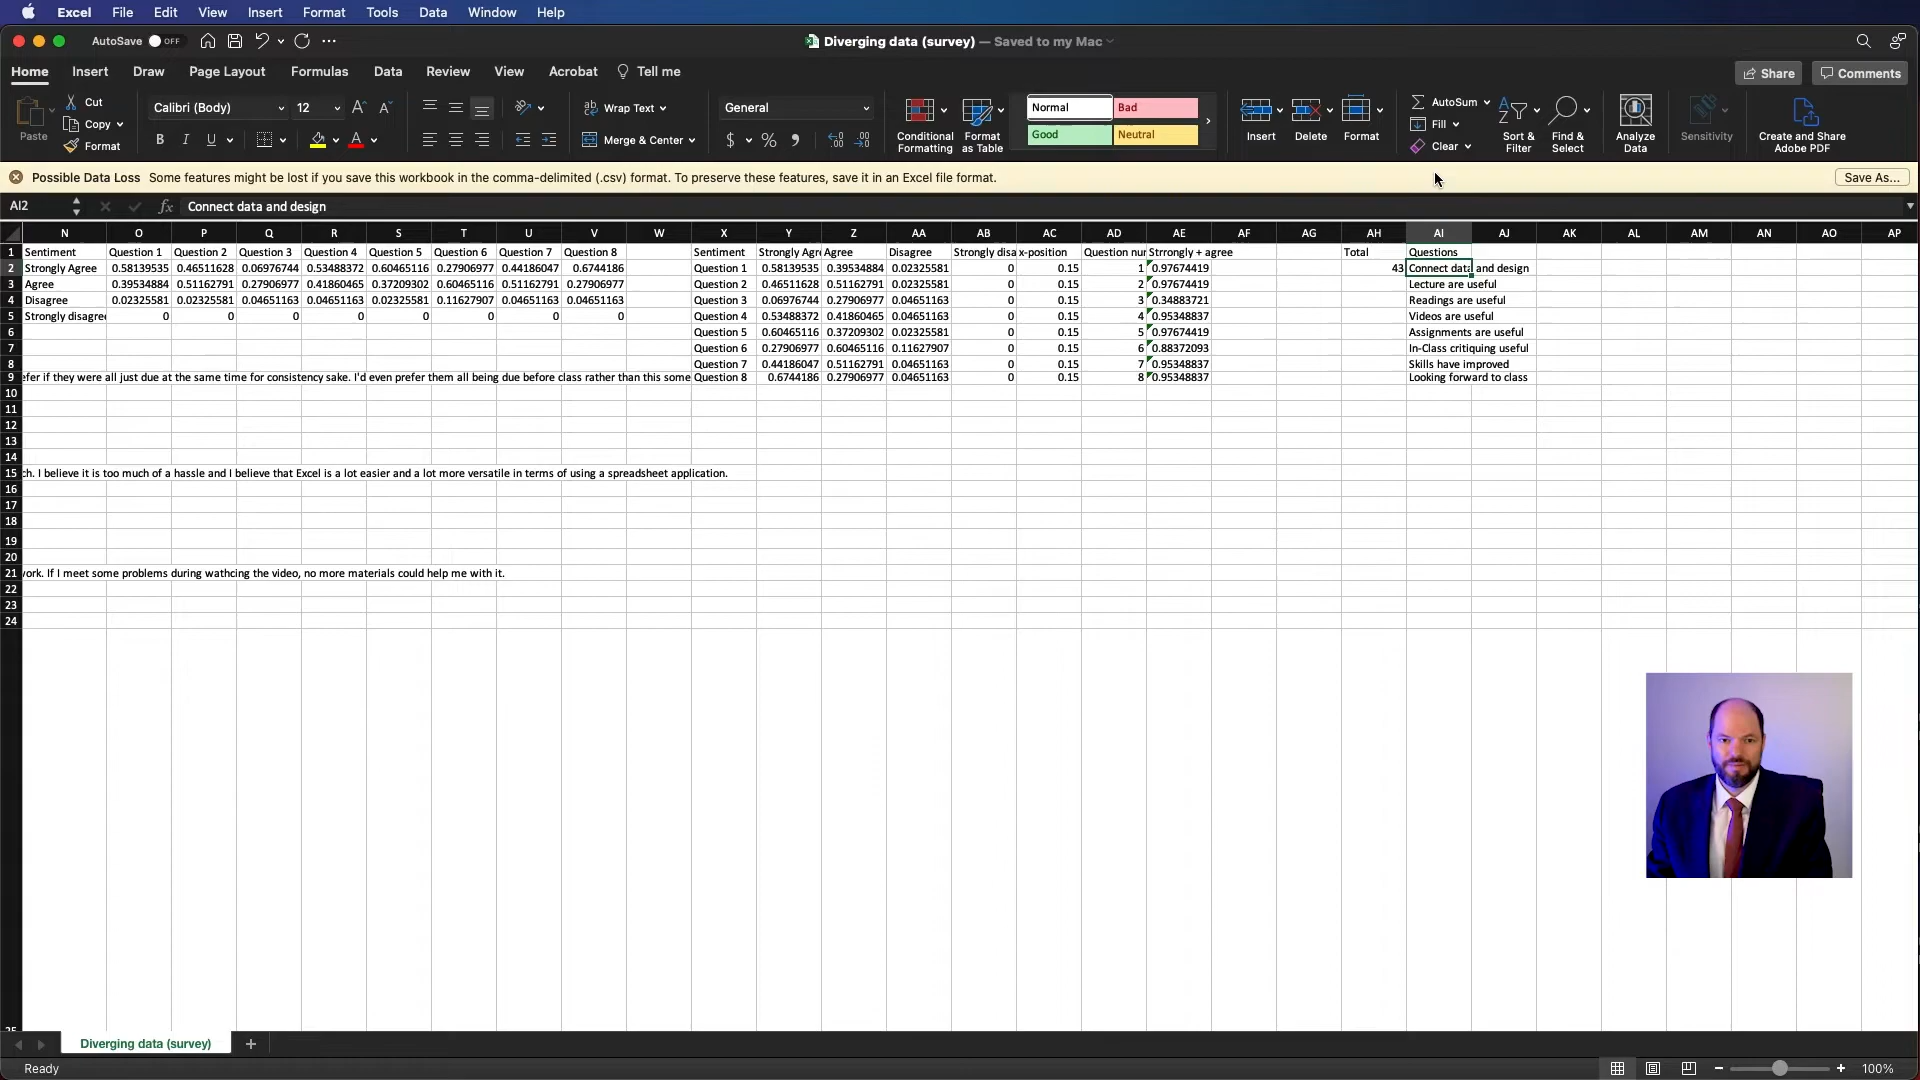 Excel File Edit View Insert Format Tools Data Window Help
AutoSave OFF
Diverging data (survey) — Saved to my Mac
Home Insert Draw Page Layout Formulas Data Review View Acrobat Tell me
Share Comments
Paste Cut Copy Format
Calibri (Body) 12
B I U
Wrap Text
Merge & Center
General
$ % ,
Conditional Formatting
Format as Table
Normal Bad
Good Neutral
Insert Delete Format
AutoSum
Fill
Clear
Sort & Filter
Find & Select
Analyze Data
Sensitivity
Create and Share Adobe PDF
Possible Data Loss Some features might be lost if you save this workbook in the comma-delimited (.csv) format. To preserve these features, save it in an Excel file format. Save As...
AI2 fx Connect data and design
N O P Q R S T U V W X Y Z AA AB AC AD AE AF AG AH AI AJ AK AL AM AN AO AP
1 Sentiment Question 1 Question 2 Question 3 Question 4 Question 5 Question 6 Question 7 Question 8 Sentiment Strongly Agr Agree Disagree Strongly disa x-position Question nur Strrongly + agree Total Questions
2 Strongly Agree 0.58139535 0.46511628 0.06976744 0.53488372 0.60465116 0.27906977 0.44186047 0.6744186 Question 1 0.58139535 0.39534884 0.02325581 0 0.15 1 0.97674419 43 Connect data and design
3 Agree 0.39534884 0.51162791 0.27906977 0.41860465 0.37209302 0.60465116 0.51162791 0.27906977 Question 2 0.46511628 0.51162791 0.02325581 0 0.15 2 0.97674419 Lecture are useful
4 Disagree 0.02325581 0.02325581 0.04651163 0.04651163 0.02325581 0.11627907 0.04651163 0.04651163 Question 3 0.06976744 0.27906977 0.04651163 0 0.15 3 0.34883721 Readings are useful
5 Strongly disagree 0 0 0 0 0 0 0 0 Question 4 0.53488372 0.41860465 0.04651163 0 0.15 4 0.95348837 Videos are useful
6 Question 5 0.60465116 0.37209302 0.02325581 0 0.15 5 0.97674419 Assignments are useful
7 Question 6 0.27906977 0.60465116 0.11627907 0 0.15 6 0.88372093 In-Class critiquing useful
8 Question 7 0.44186047 0.51162791 0.04651163 0 0.15 7 0.95348837 Skills have improved
9 efer if they were all just due at the same time for consistency sake. I'd even prefer them all being due before class rather than this some Question 8 0.6744186 0.27906977 0.04651163 0 0.15 8 0.95348837 Looking forward to class
10
11
12
13
14
15 ch. I believe it is too much of a hassle and I believe that Excel is a lot easier and a lot more versatile in terms of using a spreadsheet application.
16
17
18
19
20
21 work. If I meet some problems during wathcing the video, no more materials could help me with it.
22
23
24
Diverging data (survey) +
Ready
100%